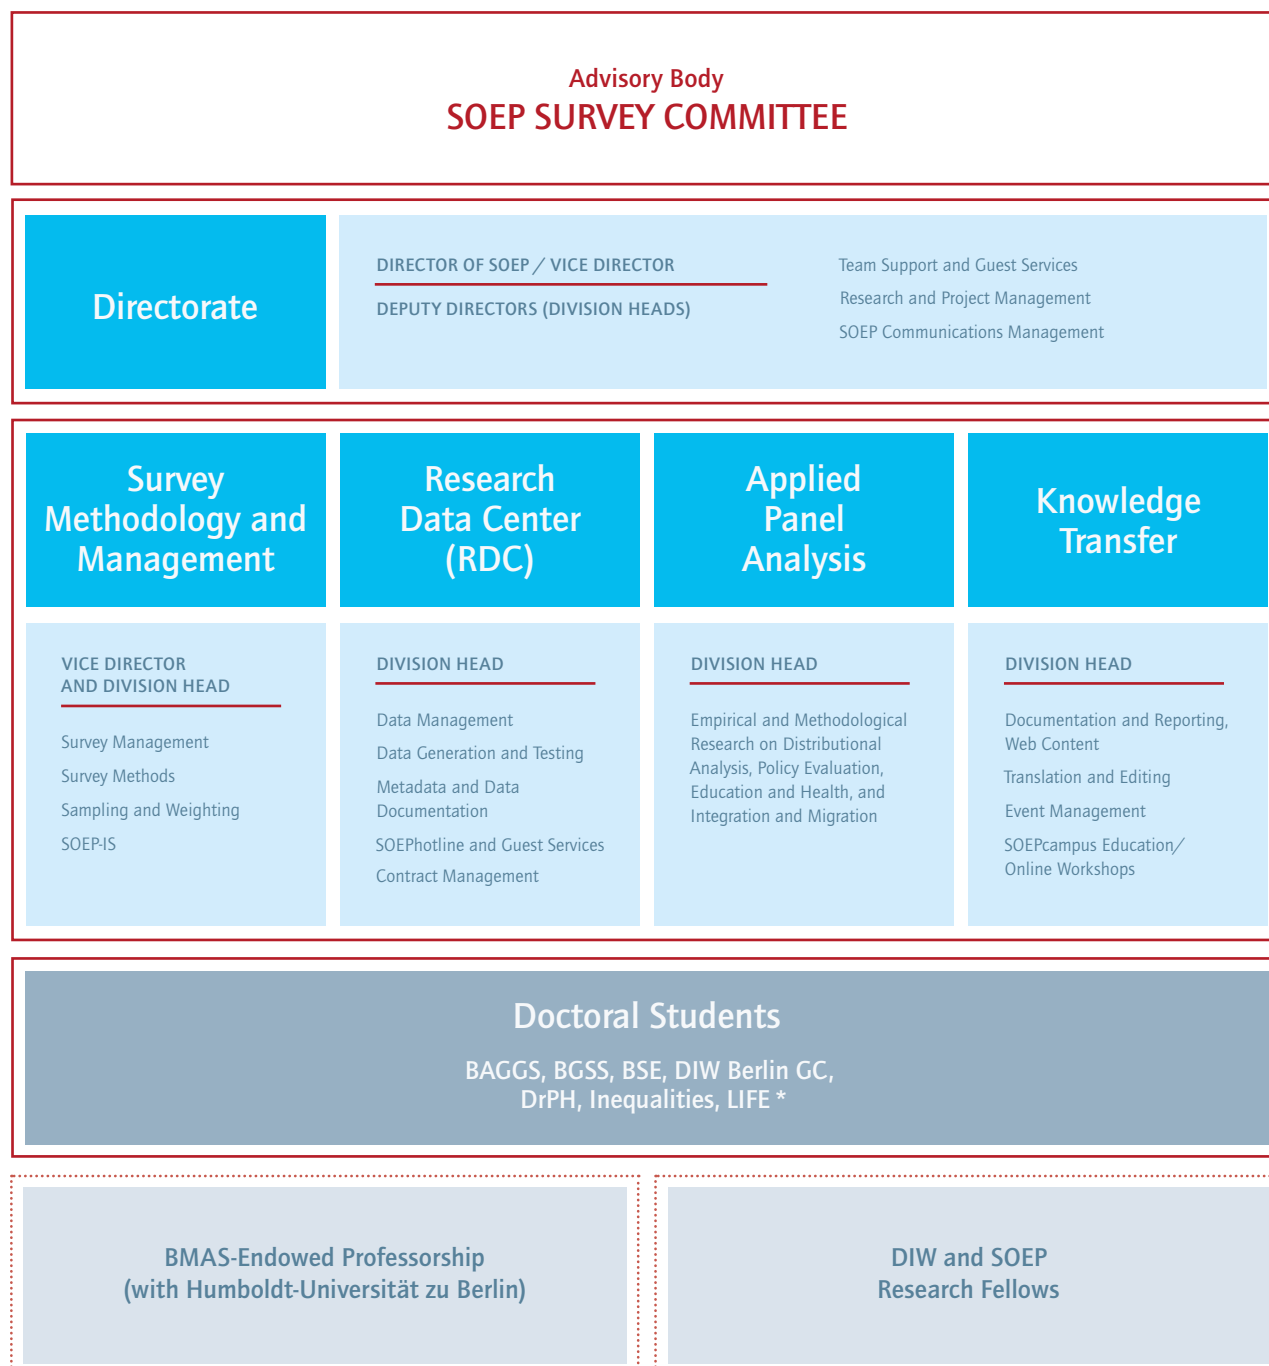 Advisory Body
SOEP SURVEY COMMITTEE
Directorate
DIRECTOR OF SOEP / VICE DIRECTOR
DEPUTY DIRECTORS (DIVISION HEADS)
Team Support and Guest Services
Research and Project Management
SOEP Communications Management
Survey
Methodology and
Management
VICE DIRECTOR
AND DIVISION HEAD
Survey Management
Survey Methods
Sampling and Weighting
SOEP-IS
Research
Data Center
(RDC)
DIVISION HEAD
Data Management
Data Generation and Testing
Metadata and Data
Documentation
SOEPhotline and Guest Services
Contract Management
Applied
Panel
Analysis
DIVISION HEAD
Empirical and Methodological
Research on Distributional
Analysis, Policy Evaluation,
Education and Health, and
Integration and Migration
Knowledge
Transfer
DIVISION HEAD
Documentation and Reporting,
Web Content
Translation and Editing
Event Management
SOEPcampus Education/
Online Workshops
Doctoral Students
BAGGS, BGSS, BSE, DIW Berlin GC,
DrPH, Inequalities, LIFE *
BMAS-Endowed Professorship
(with Humboldt-Universität zu Berlin)
DIW and SOEP
Research Fellows